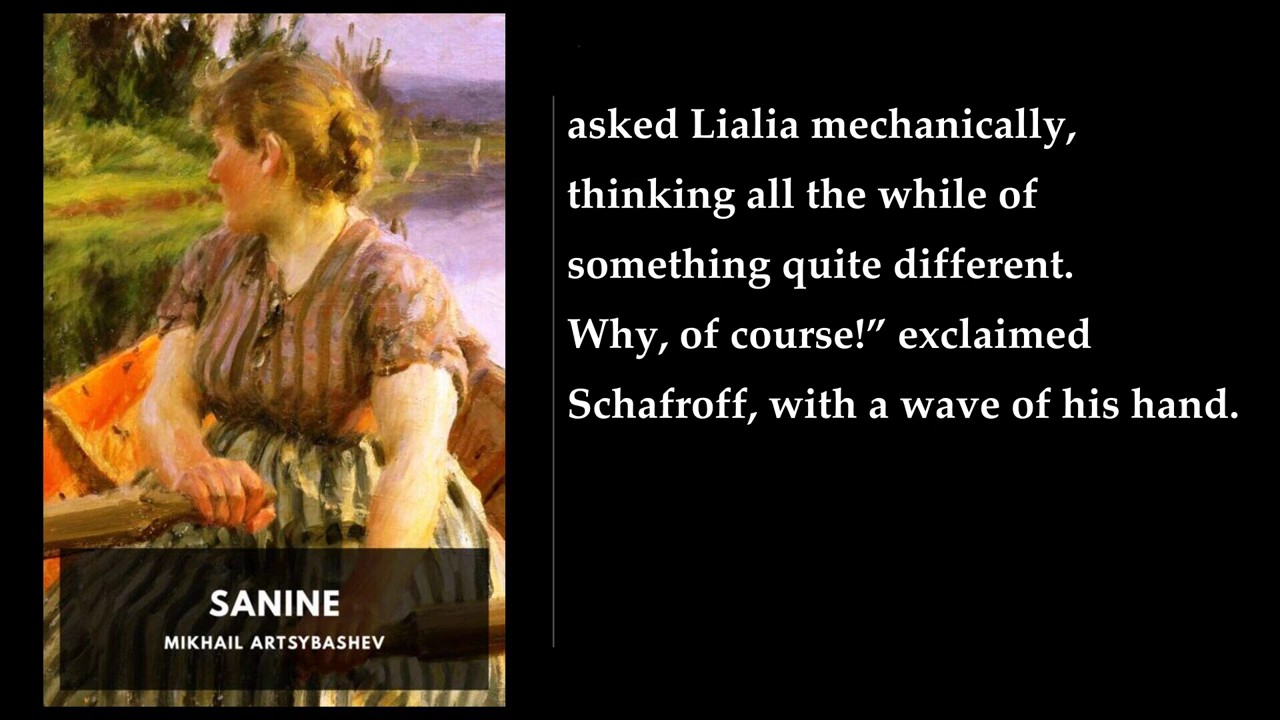 asked Lialia mechanically,
thinking all the while of
something quite different.
Why, of course!” exclaimed
Schafroff, with a wave of his hand.
SANINE
MIKHAIL ARTSYBASHEV